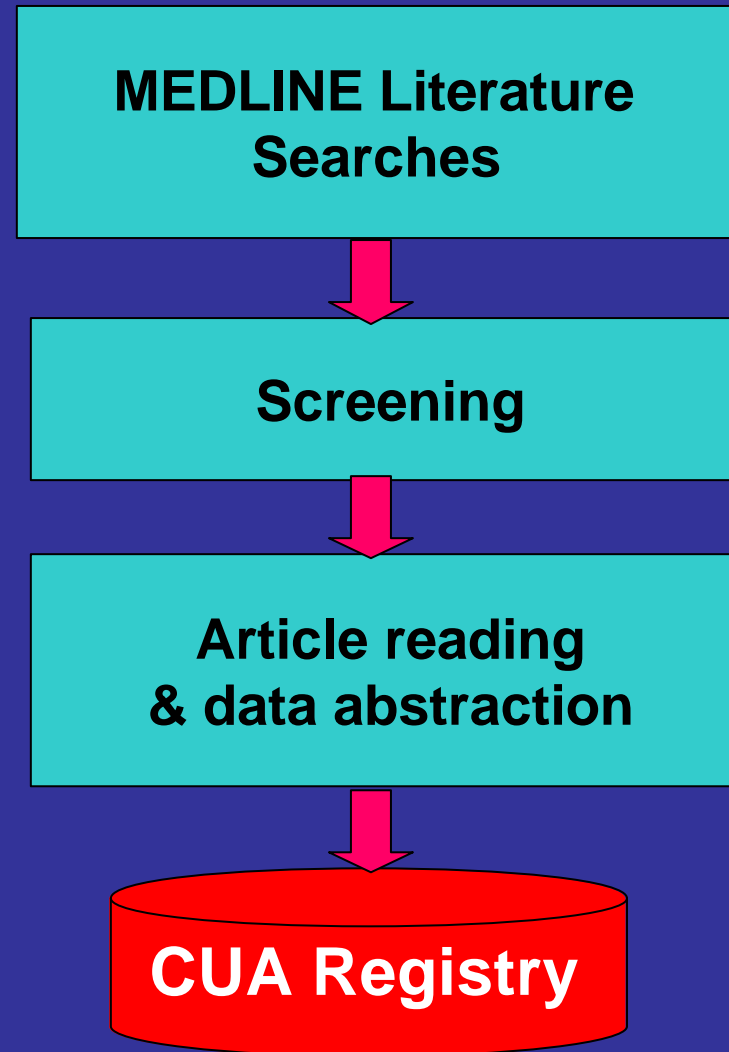 MEDLINE Literature
Searches
Screening
Article reading
& data abstraction
CUA Registry